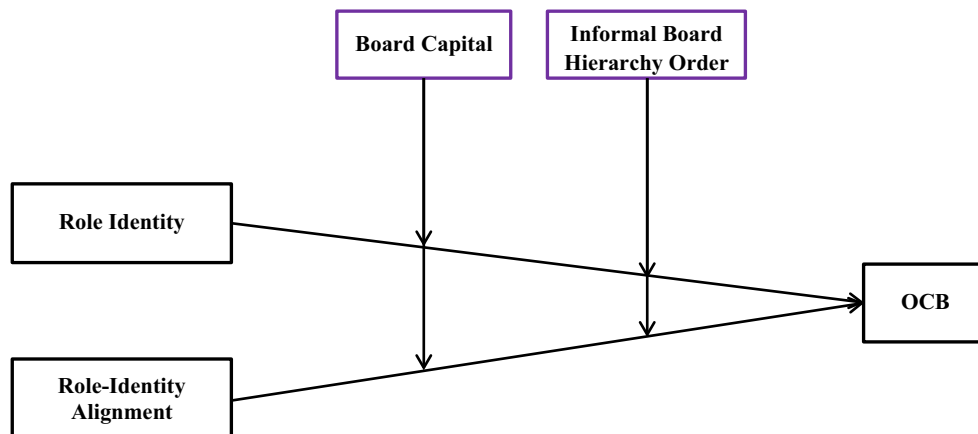 Board Capital
Informal Board
Hierarchy Order
Role Identity
OCB
Role-Identity
Alignment